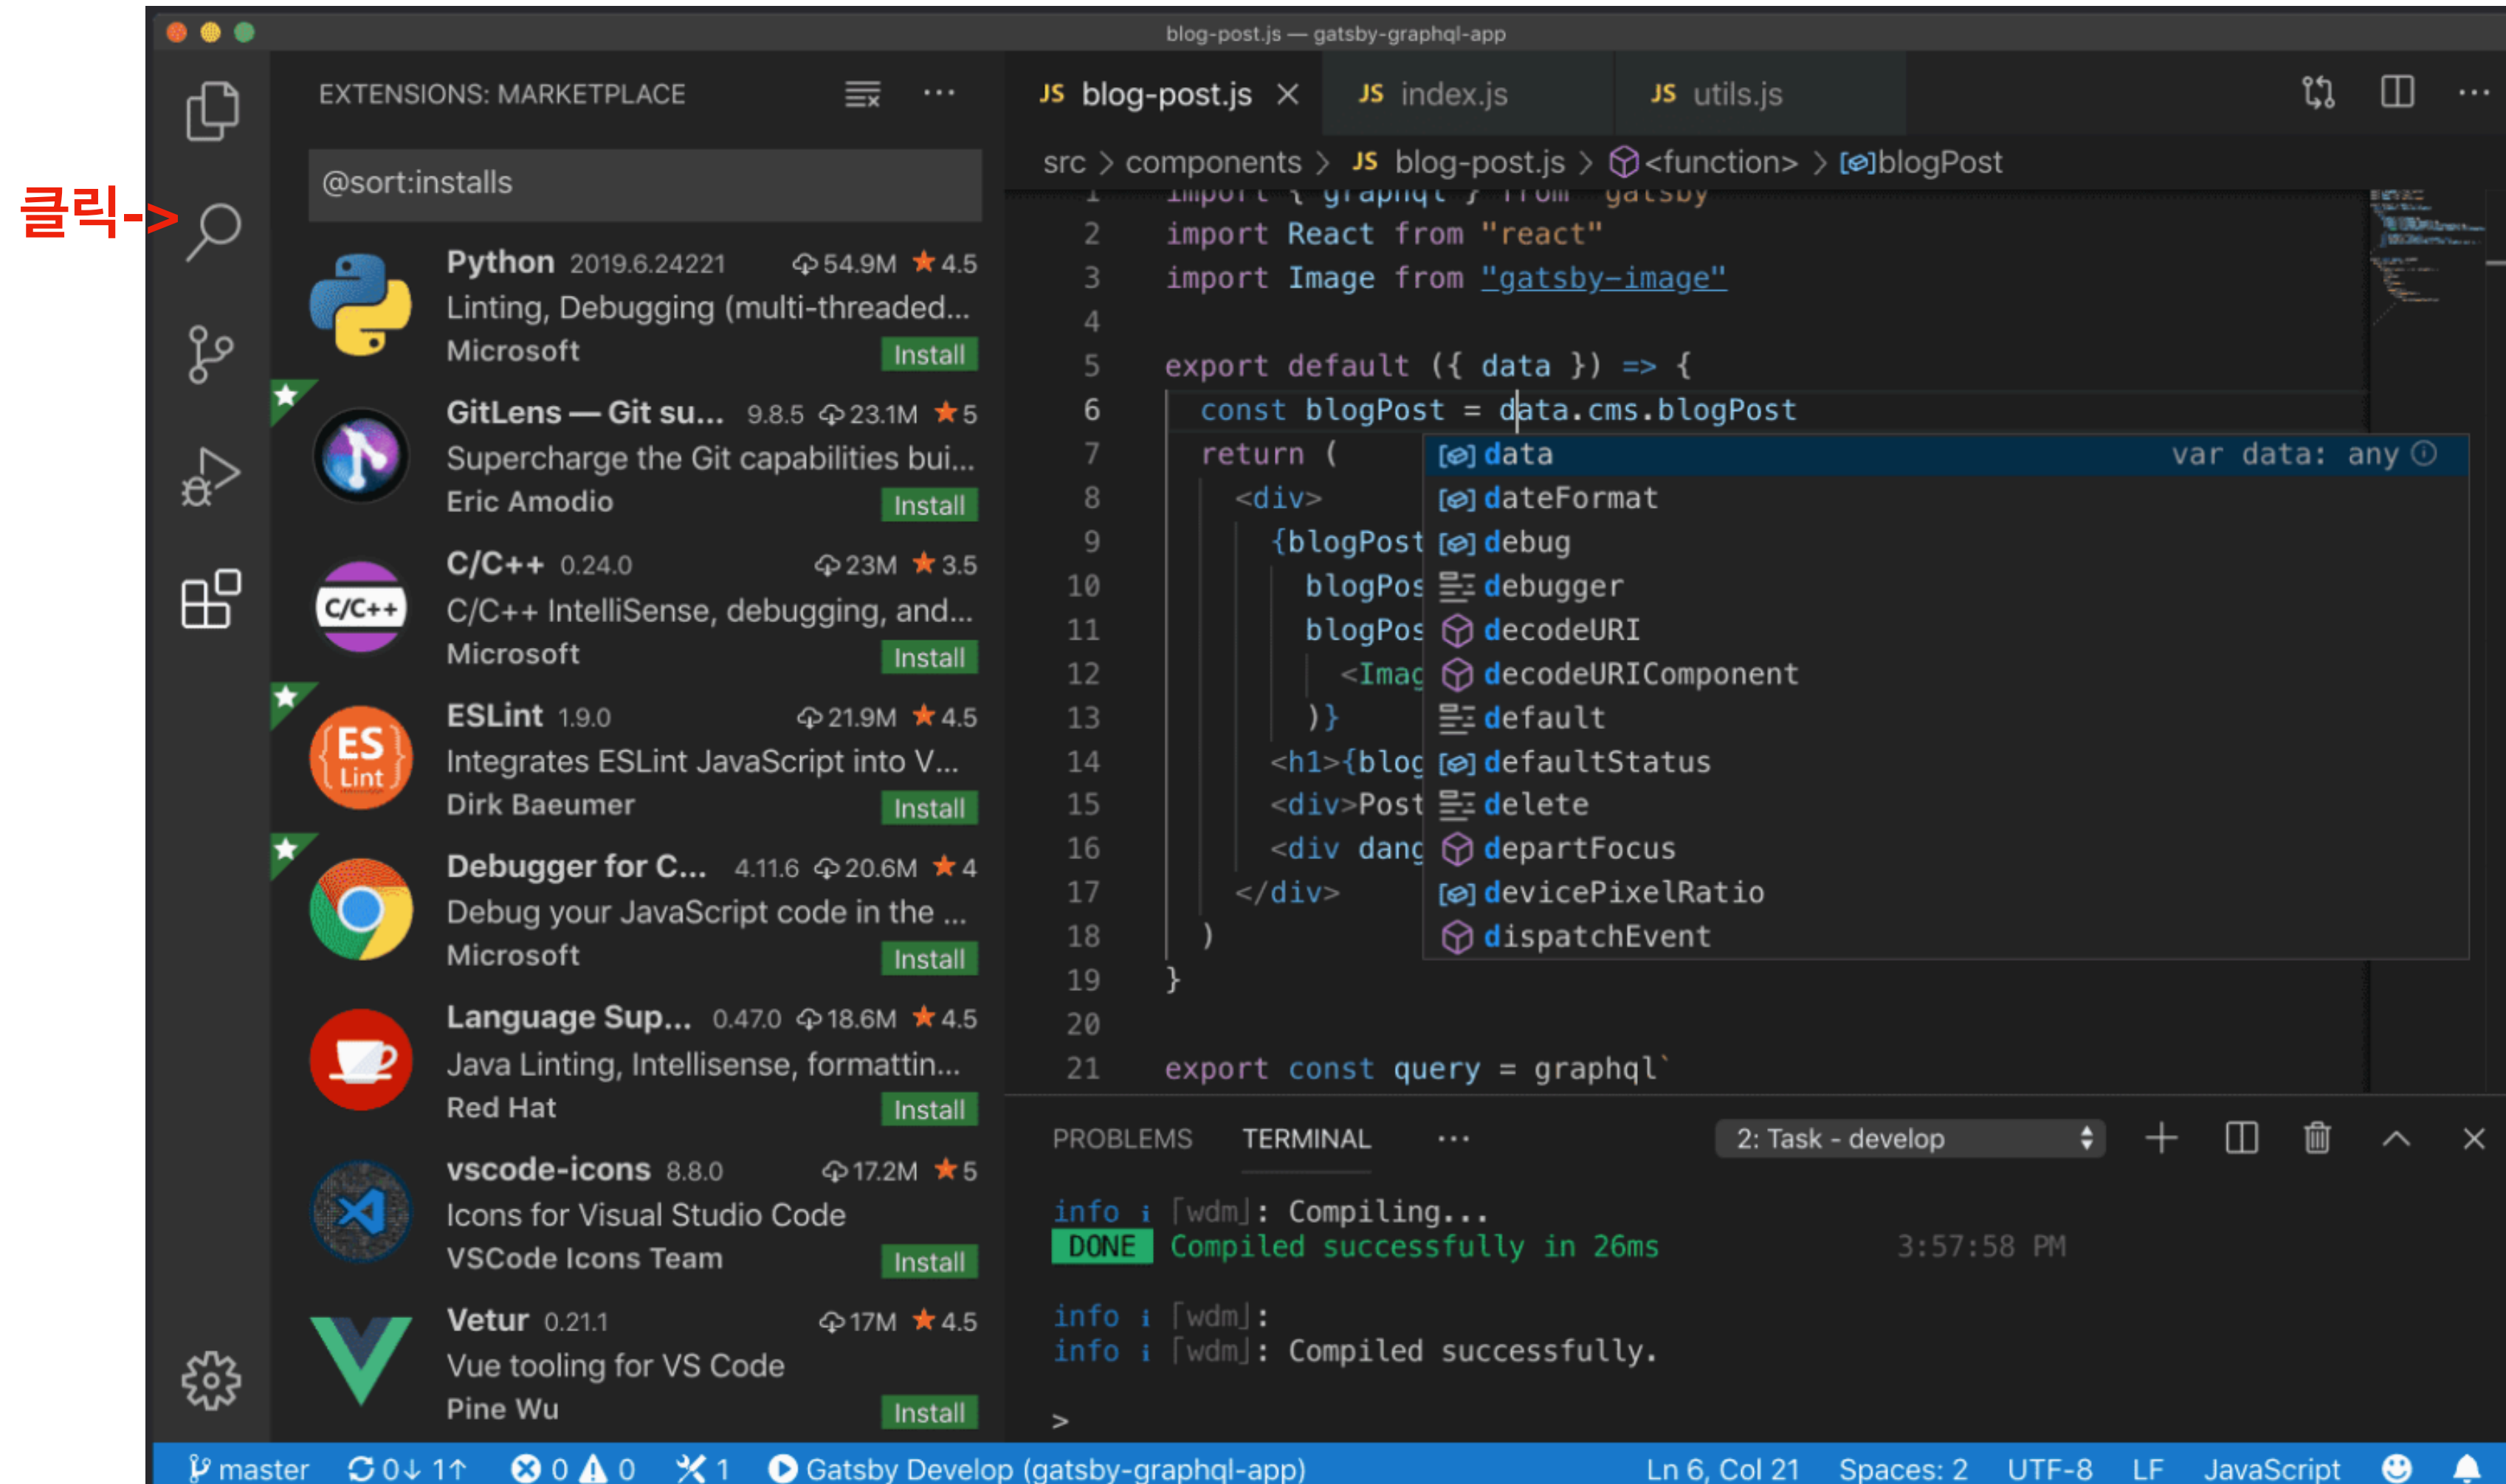 blog-post.js — gatsby-graphql-app
클릭->
EXTENSIONS: MARKETPLACE
@sort:installs
Python 2019.6.24221 54.9M 4.5
Linting, Debugging (multi-threaded...
Microsoft Install
GitLens — Git su... 9.8.5 23.1M 5
Supercharge the Git capabilities bui...
Eric Amodio Install
C/C++
C/C++ 0.24.0 23M 3.5
C/C++ IntelliSense, debugging, and...
Microsoft Install
ES
Lint
ESLint 1.9.0 21.9M 4.5
Integrates ESLint JavaScript into V...
Dirk Baeumer Install
Debugger for C... 4.11.6 20.6M 4
Debug your JavaScript code in the ...
Microsoft Install
Language Sup... 0.47.0 18.6M 4.5
Java Linting, Intellisense, formattin...
Red Hat Install
vscode-icons 8.8.0 17.2M 5
Icons for Visual Studio Code
VSCode Icons Team Install
Vetur 0.21.1 17M 4.5
Vue tooling for VS Code
Pine Wu Install
JS blog-post.js JS index.js JS utils.js
src > components > JS blog-post.js > <function> > blogPost
1 import { graphql } from "gatsby"
2 import React from "react"
3 import Image from "gatsby-image"
4
5 export default ({ data }) => {
6 const blogPost = data.cms.blogPost
7 return (
8 <div>
9 {blogPost
10 blogPos
11 blogPos
12 <Imag
13 )}
14 <h1>{blog
15 <div>Post
16 <div dang
17 </div>
18 )
19 }
20
21 export const query = graphql`
data var data: any
dateFormat
debug
debugger
decodeURI
decodeURIComponent
default
defaultStatus
delete
departFocus
devicePixelRatio
dispatchEvent
PROBLEMS TERMINAL ... 2: Task - develop
info i ｢wdm｣: Compiling...
DONE Compiled successfully in 26ms 3:57:58 PM
info i ｢wdm｣:
info i ｢wdm｣: Compiled successfully.
>
master 0↓ 1↑ 0 0 1 Gatsby Develop (gatsby-graphql-app) Ln 6, Col 21 Spaces: 2 UTF-8 LF JavaScript